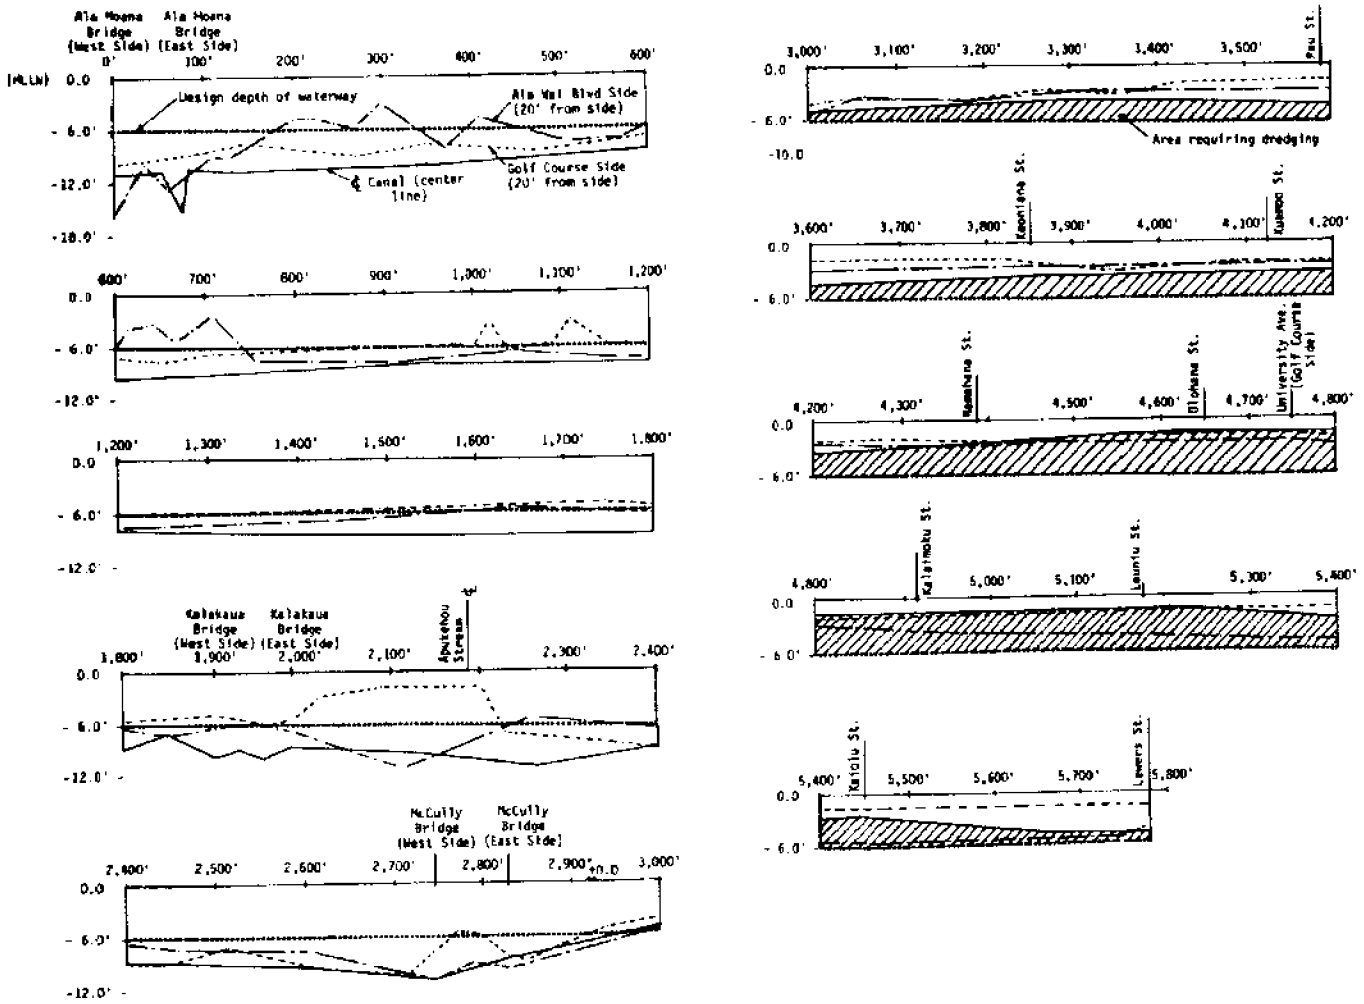 Ala Moana Bridge (West Side)
Ala Moana Bridge (East Side)
0' 100' 200' 300' 400' 500' 600'
(MLLW)
0.0
Design depth of waterway
Ala Wai Blvd Side (20' from side)
- 6.0'
Golf Course Side (20' from side)
℄ Canal (center line)
-12.0'
-18.0'
600' 700' 800' 900' 1,000' 1,100' 1,200'
0.0
- 6.0'
-12.0'
1,200' 1,300' 1,400' 1,500' 1,600' 1,700' 1,800'
0.0
- 6.0'
-12.0'
Kalakaua Bridge (West Side)
Kalakaua Bridge (East Side)
Stream
1,800' 1,900' 2,000' 2,100' 2,300' 2,400'
0.0
- 6.0'
-12.0'
McCully Bridge (West Side)
McCully Bridge (East Side)
2,400' 2,500' 2,600' 2,700' 2,800' 2,900' 3,000'
+0.0
0.0
- 6.0'
-12.0'
Pau St.
3,000' 3,100' 3,200' 3,300' 3,400' 3,500'
0.0
- 6.0'
Area requiring dredging
-10.0
Keoniana St.
Kuamoo St.
3,600' 3,700' 3,800' 3,900' 4,000' 4,100' 4,200'
0.0
- 6.0'
Namahana St.
Olohana St.
University Ave. (Golf Course Side)
4,200' 4,300' 4,500' 4,600' 4,700' 4,800'
0.0
- 6.0'
Kalaimoku St.
Launiu St.
4,800' 5,000' 5,100' 5,300' 5,400'
0.0
- 6.0'
Kaiolu St.
Lewers St.
5,400' 5,500' 5,600' 5,700' 5,800'
0.0
- 6.0'